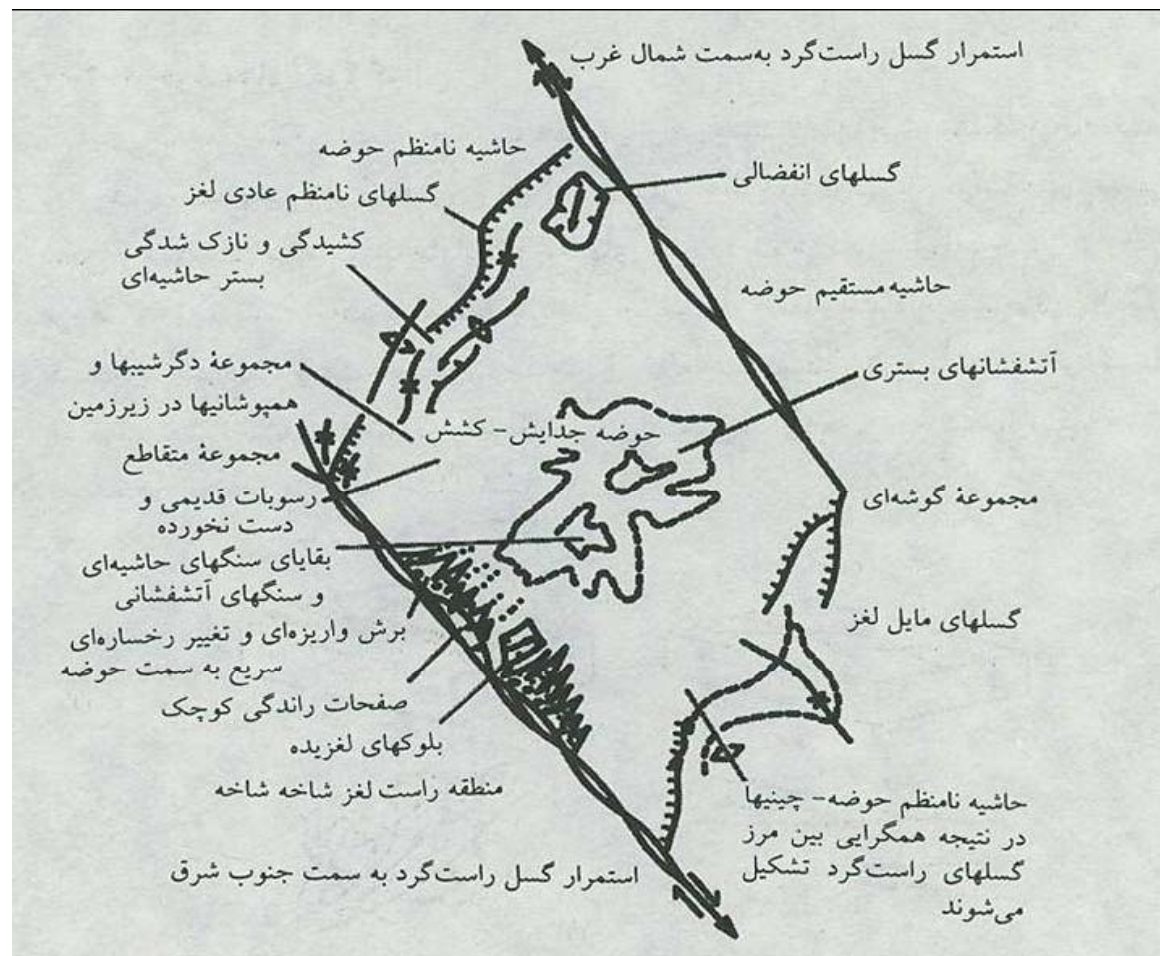 استمرار گسل راست‌گرد به‌سمت شمال غرب
حاشیه نامنظم حوضه
گسلهای انفضالی
گسلهای نامنظم عادی لغز
کشیدگی و نازک شدگی
بستر حاشیه‌ای
حاشیه مستقیم حوضه
مجموعهٔ دگرشیبها و
همپوشانیها در زیرزمین
آتشفشانهای بستری
حوضه جدایش- کشش
مجموعهٔ متقاطع
رسوبات قدیمی و
دست نخورده
مجموعهٔ گوشه‌ای
بقایای سنگهای حاشیه‌ای
و سنگهای آتشفشانی
گسلهای مایل لغز
برش واریزه‌ای و تغییر رخساره‌ای
سریع به سمت حوضه
صفحات راندگی کوچک
بلوکهای لغزیده
منطقه راست لغز شاخه شاخه
حاشیه نامنظم حوضه- چینیها
در نتیجه همگرایی بین مرز
گسلهای راست‌گرد تشکیل
می‌شوند
استمرار گسل راست‌گرد به سمت جنوب شرق